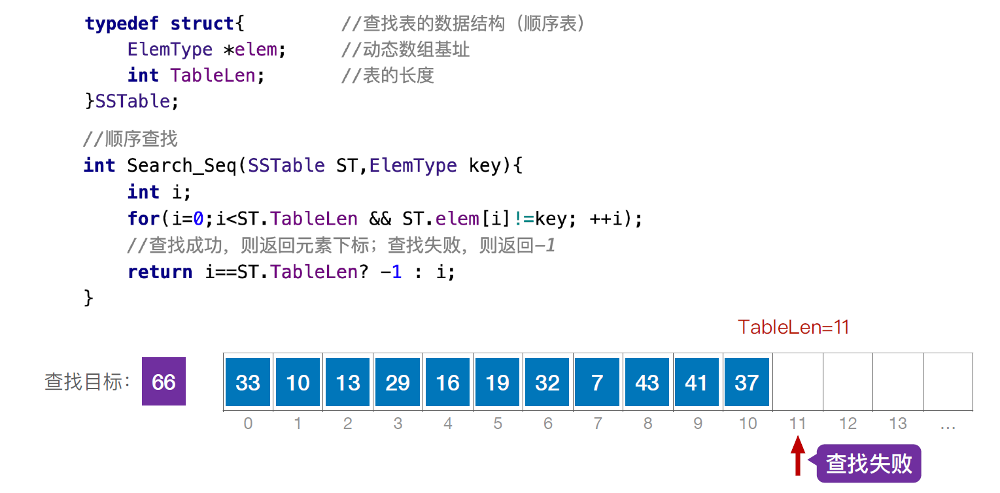 typedef struct{ //查找表的数据结构（顺序表）
ElemType *elem; //动态数组基址
int TableLen; //表的长度
}SSTable;
//顺序查找
int Search_Seq(SSTable ST,ElemType key){
int i;
for(i=0;i<ST.TableLen && ST.elem[i]!=key; ++i);
//查找成功，则返回元素下标；查找失败，则返回-1
return i==ST.TableLen? -1 : i;
}
TableLen=11
查找目标： 66 33 10 13 29 16 19 32 7 43 41 37
0 1 2 3 4 5 6 7 8 9 10 11 12 13 ...
查找失败